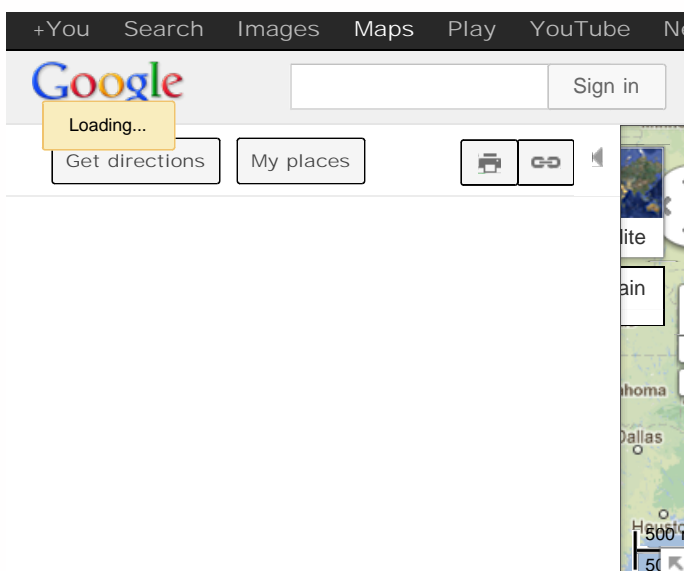 +You Search Images Maps Play YouTube
Google
Sign in
Loading...
Get directions My places
lite
ain
homa
Dallas
500
50